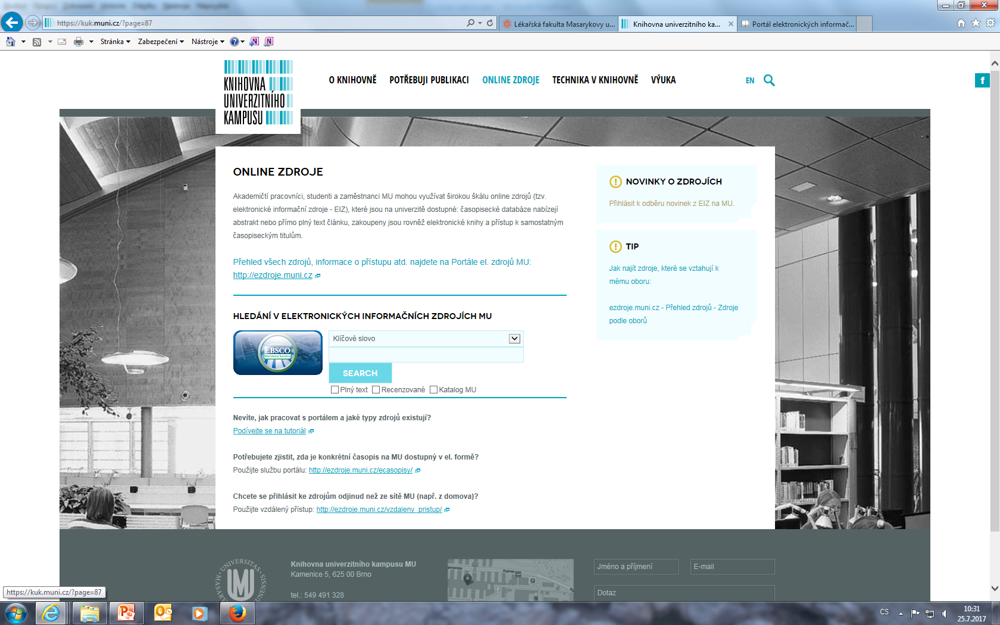 https://kuk.muni.cz/?page=87
Lékařská fakulta Masarykovy u...
Knihovna univerzitního ka...
Portál elektronických informač...
Stránka
Zabezpečení
Nástroje
KNIHOVNA
UNIVERZITNÍHO
KAMPUSU
O KNIHOVNĚ
POTŘEBUJI PUBLIKACI
ONLINE ZDROJE
TECHNIKA V KNIHOVNĚ
VÝUKA
EN
f
ONLINE ZDROJE
Akademičtí pracovníci, studenti a zaměstnanci MU mohou využívat širokou škálu online zdrojů (tzv.
elektronické informační zdroje - EIZ), které jsou na univerzitě dostupné: časopisecké databáze nabízejí
abstrakt nebo přímo plný text článku, zakoupeny jsou rovněž elektronické knihy a přístup k samostatným
časopiseckým titulům.
Přehled všech zdrojů, informace o přístupu atd. najdete na Portále el. zdrojů MU:
http://ezdroje.muni.cz
HLEDÁNÍ V ELEKTRONICKÝCH INFORMAČNÍCH ZDROJÍCH MU
EBSCO
Discovery Service
Klíčové slovo
SEARCH
Plný text
Recenzované
Katalog MU
Nevíte, jak pracovat s portálem a jaké typy zdrojů existují?
Podívejte se na tutoriál
Potřebujete zjistit, zda je konkrétní časopis na MU dostupný v el. formě?
Použijte službu portálu: http://ezdroje.muni.cz/ecasopisy/
Chcete se přihlásit ke zdrojům odjinud než ze sítě MU (např. z domova)?
Použijte vzdálený přístup: http://ezdroje.muni.cz/vzdaleny_pristup/
NOVINKY O ZDROJÍCH
Přihlásit k odběru novinek z EIZ na MU.
TIP
Jak najít zdroje, které se vztahují k
mému oboru:
ezdroje.muni.cz - Přehled zdrojů - Zdroje
podle oborů
UNIVERSITAS
Knihovna univerzitního kampusu MU
Kamenice 5, 625 00 Brno
tel.: 549 491 328
Jméno a příjmení
E-mail
Dotaz
https://kuk.muni.cz/?page=87
CS
10:31
25.7.2017